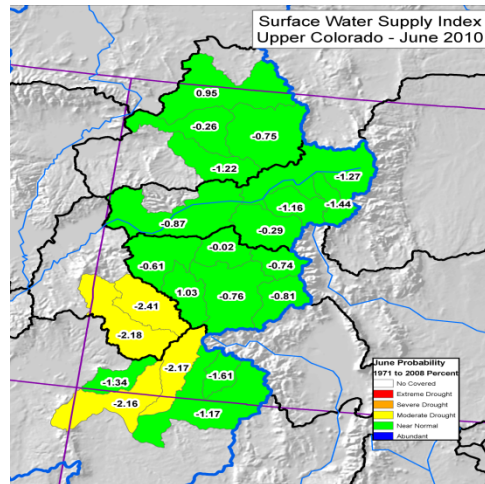 Surface Water Supply Index
Upper Colorado - June 2010
0.95
-0.26
-0.75
-1.22
-1.27
-1.16
-1.44
-0.87
-0.29
-0.02
-0.61
-0.74
1.03
-0.76
-0.81
-2.41
-2.18
-2.17
-1.34
-1.61
-2.16
-1.17
June Probability
1971 to 2008 Percent
No Covered
Extreme Drought
Severe Drought
Moderate Drought
Near Normal
Abundant